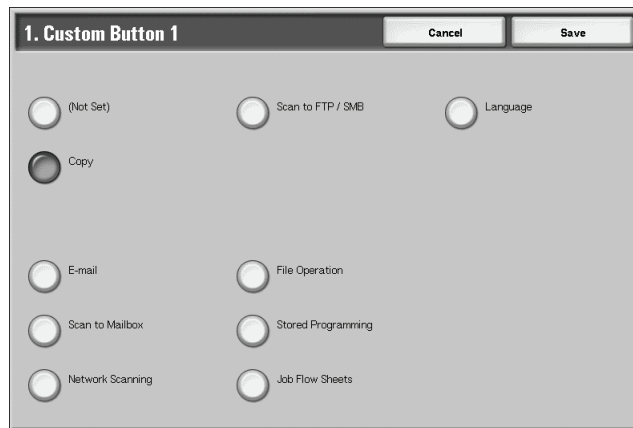 1. Custom Button 1
Cancel
Save
(Not Set)
Scan to FTP / SMB
Language
Copy
E-mail
File Operation
Scan to Mailbox
Stored Programming
Network Scanning
Job Flow Sheets